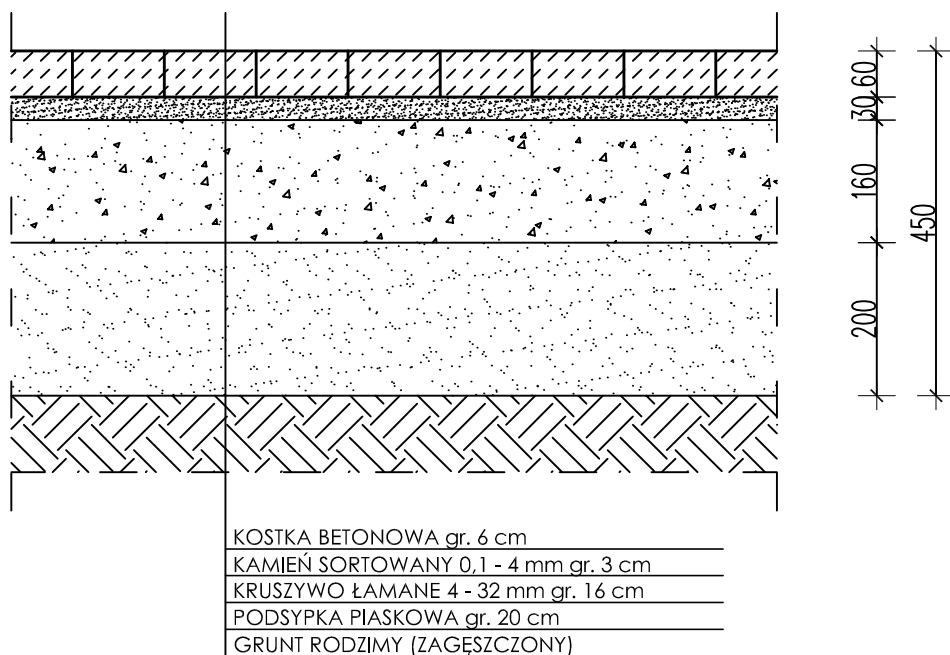 60
30
160
450
200
KOSTKA BETONOWA gr. 6 cm
KAMIEŃ SORTOWANY 0,1 - 4 mm gr. 3 cm
KRUSZYWO ŁAMANE 4 - 32 mm gr. 16 cm
PODSYPKA PIASKOWA gr. 20 cm
GRUNT RODZIMY (ZAGĘSZCZONY)